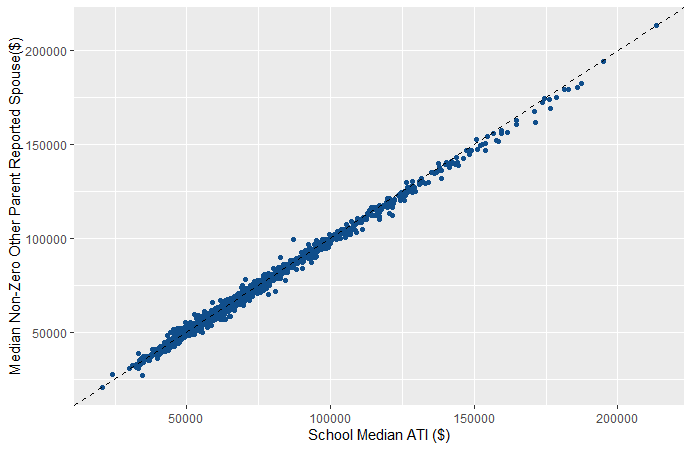 Median Non-Zero Other Parent Reported Spouse($)
200000
150000
100000
50000
50000 100000 150000 200000
School Median ATI ($)